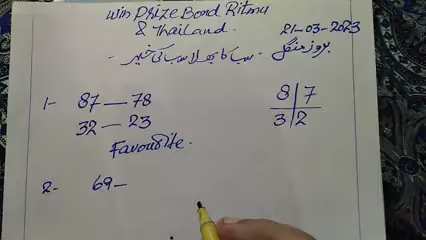 Win Prize Bond Ritmu
& Thailand.
21-03-2023
سب کا بھلا سب کی خیر - بروز منگل
1- 87 — 78
32 — 23
8 | 7
3 | 2
Favourite.
2- 69 —